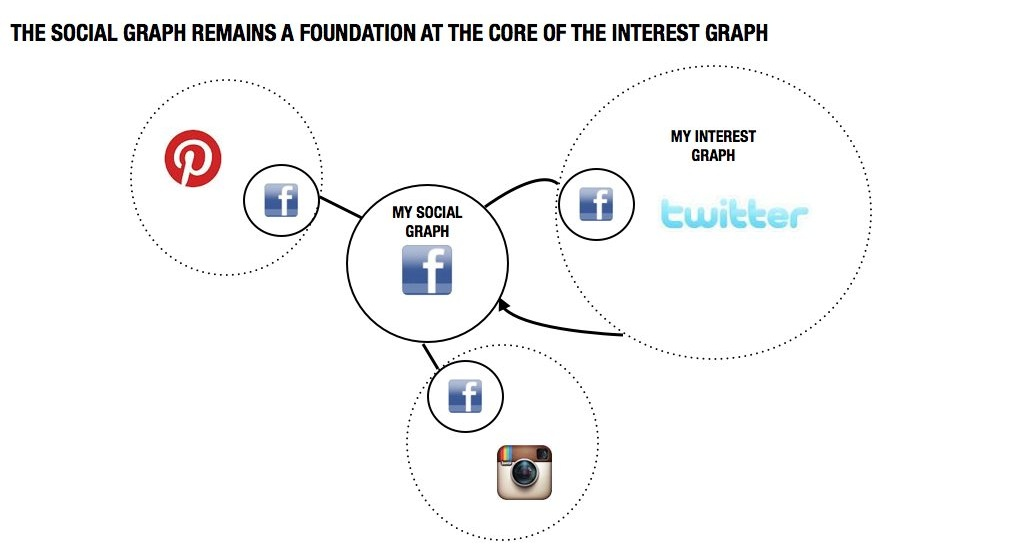 THE SOCIAL GRAPH REMAINS A FOUNDATION AT THE CORE OF THE INTEREST GRAPH
MY INTEREST
GRAPH
twitter
MY SOCIAL
GRAPH
f
f
f
f